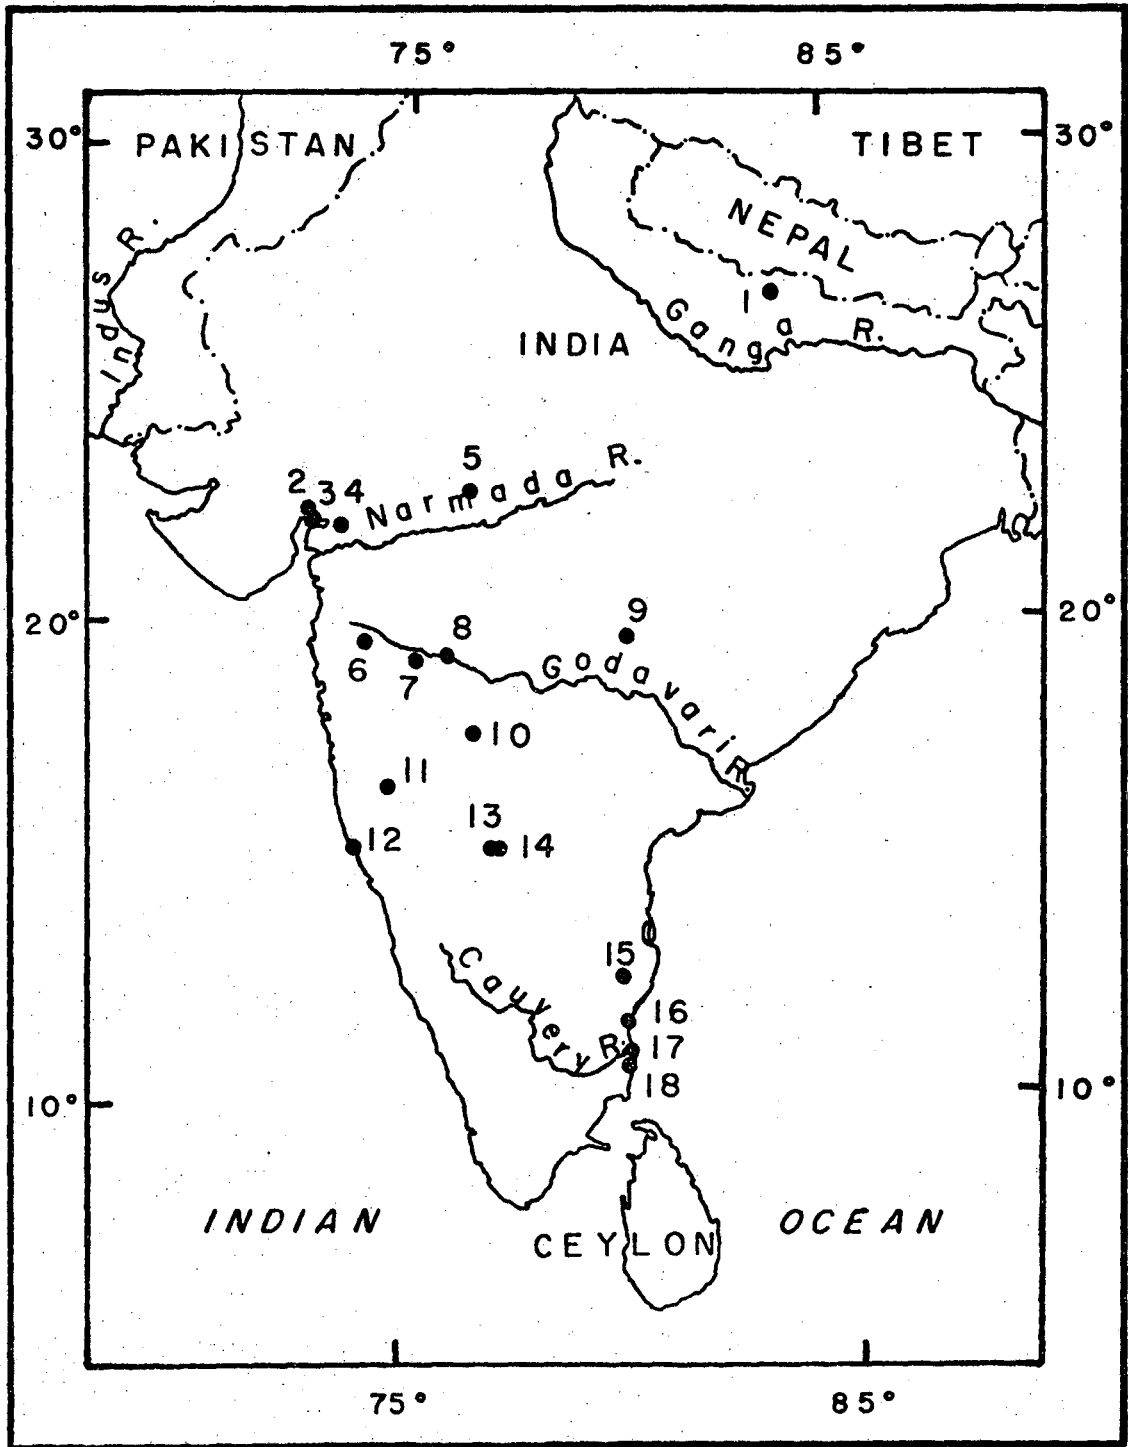 75° 85°
30° PAKISTAN TIBET 30°
NEPAL
Indus R.
1
Ganga R.
INDIA
5
2 3 4 Narmada R.
20° 9 20°
8
6 7 Godavari R.
10
11
13
12 14
15
Cauvery R.
16
17
18 10°
10°
INDIAN OCEAN
CEYLON
75° 85°